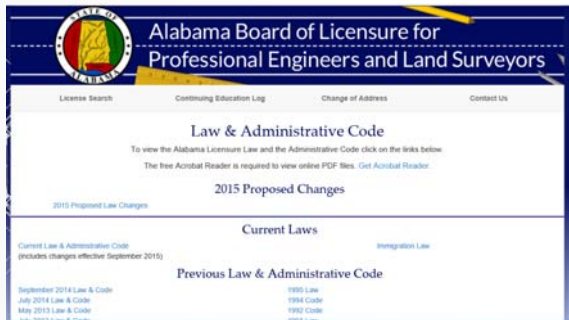 STATE OF
ALABAMA
Alabama Board of Licensure for
Professional Engineers and Land Surveyors
License Search Continuing Education Log Change of Address Contact Us
Law & Administrative Code
To view the Alabama Licensure Law and the Administrative Code click on the links below.
The free Acrobat Reader is required to view online PDF files. Get Acrobat Reader.
2015 Proposed Changes
2015 Proposed Law Changes
Current Laws
Current Law & Administrative Code Immigration Law
(includes changes effective September 2015)
Previous Law & Administrative Code
September 2014 Law & Code 1995 Law
July 2014 Law & Code 1994 Code
May 2013 Law & Code 1992 Code